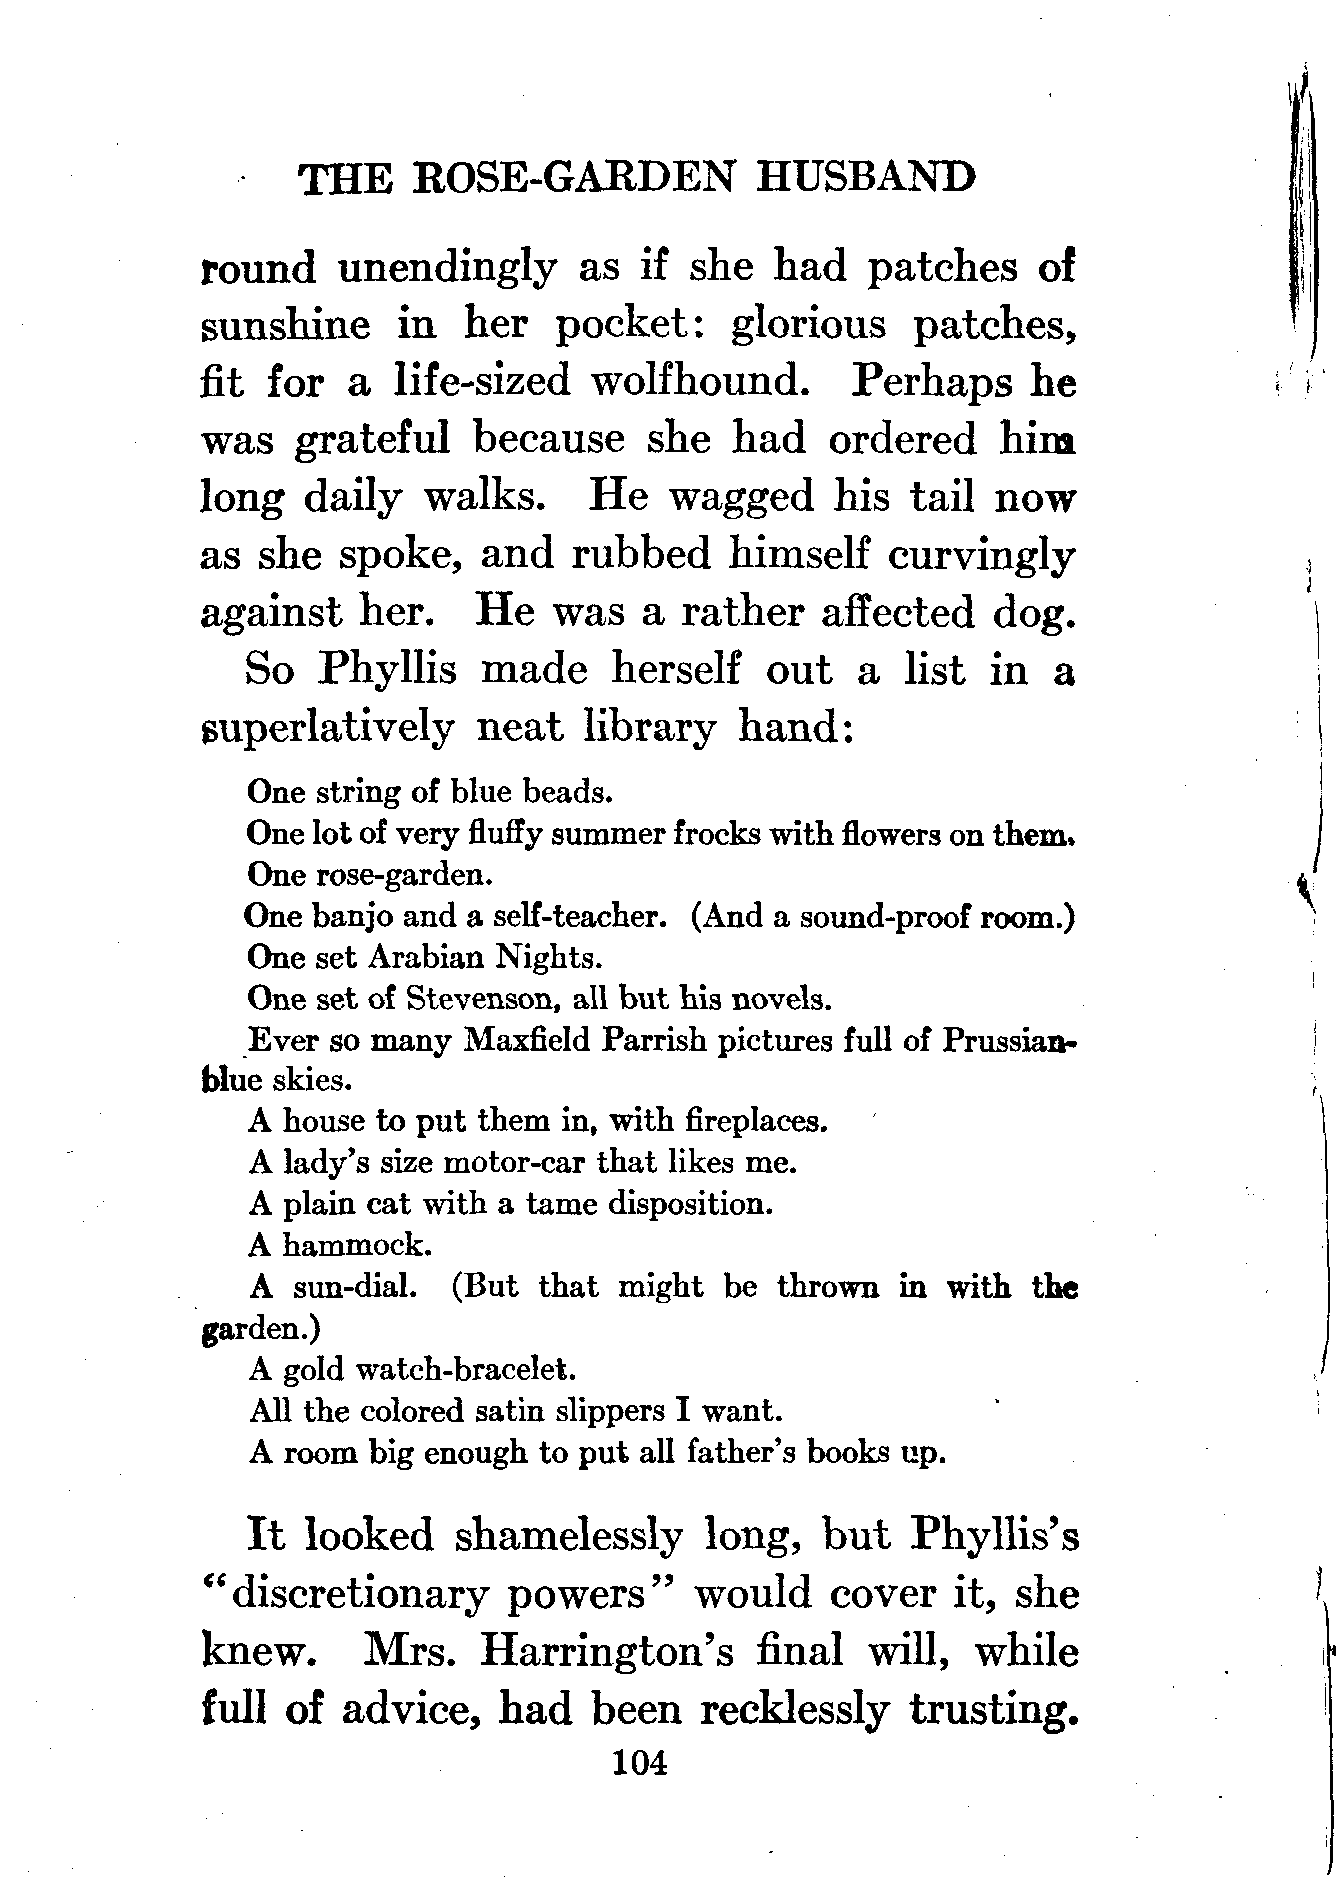 THE ROSE-GARDEN HUSBAND
round unendingly as if she had patches of
sunshine in her pocket: glorious patches,
fit for a life-sized wolfhound. Perhaps he
was grateful because she had ordered him
long daily walks. He wagged his tail now
as she spoke, and rubbed himself curvingly
against her. He was a rather affected dog.
So Phyllis made herself out a list in a
superlatively neat library hand:
One string of blue beads.
One lot of very fluffy summer frocks with flowers on them.
One rose-garden.
One banjo and a self-teacher. (And a sound-proof room.)
One set Arabian Nights.
One set of Stevenson, all but his novels.
Ever so many Maxfield Parrish pictures full of Prussian-
blue skies.
A house to put them in, with fireplaces.
A lady's size motor-car that likes me.
A plain cat with a tame disposition.
A hammock.
A sun-dial. (But that might be thrown in with the
garden.)
A gold watch-bracelet.
All the colored satin slippers I want.
A room big enough to put all father's books up.
It looked shamelessly long, but Phyllis's
"discretionary powers" would cover it, she
knew. Mrs. Harrington's final will, while
full of advice, had been recklessly trusting.
104